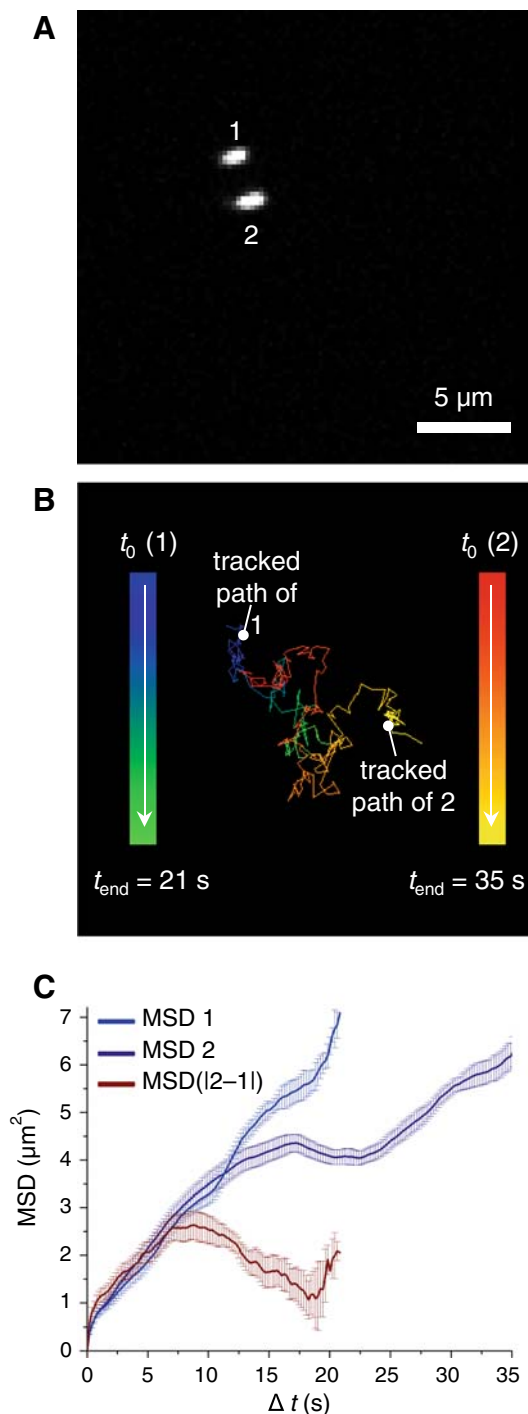 A
1
2
5 μm
B
t₀ (1)
t₀ (2)
tracked
path of
1
tracked
path of 2
t_end = 21 s
t_end = 35 s
C
7
6
5
4
3
2
1
0
MSD (μm²)
MSD 1
MSD 2
MSD(|2–1|)
0
5
10
15
20
25
30
35
Δ t (s)